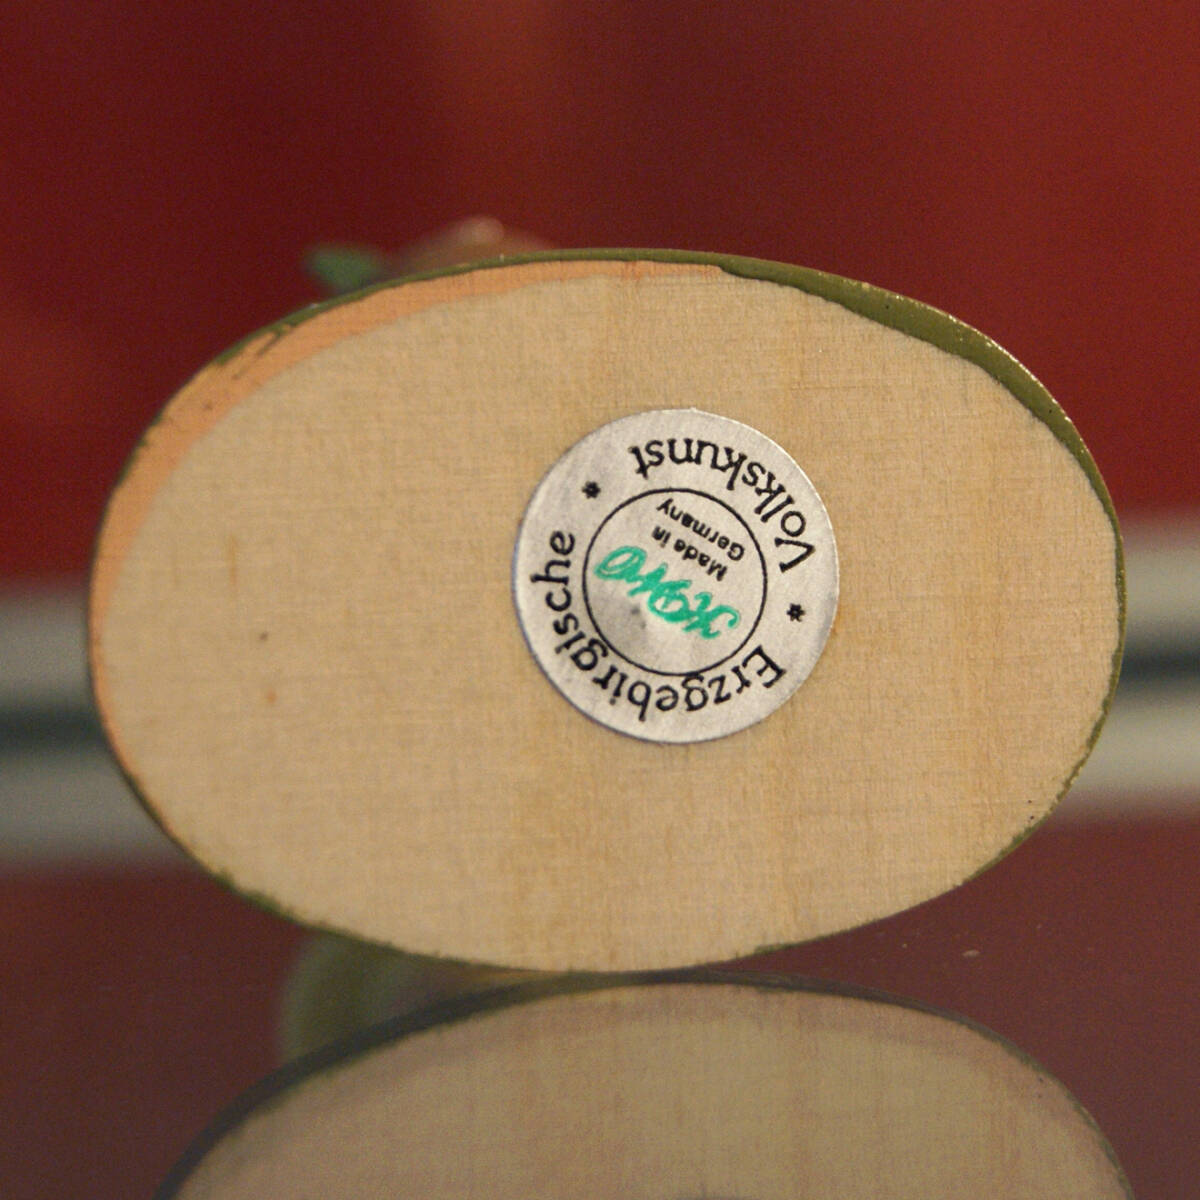 Erzgebirgische
* Volkskunst *
Made in
Germany